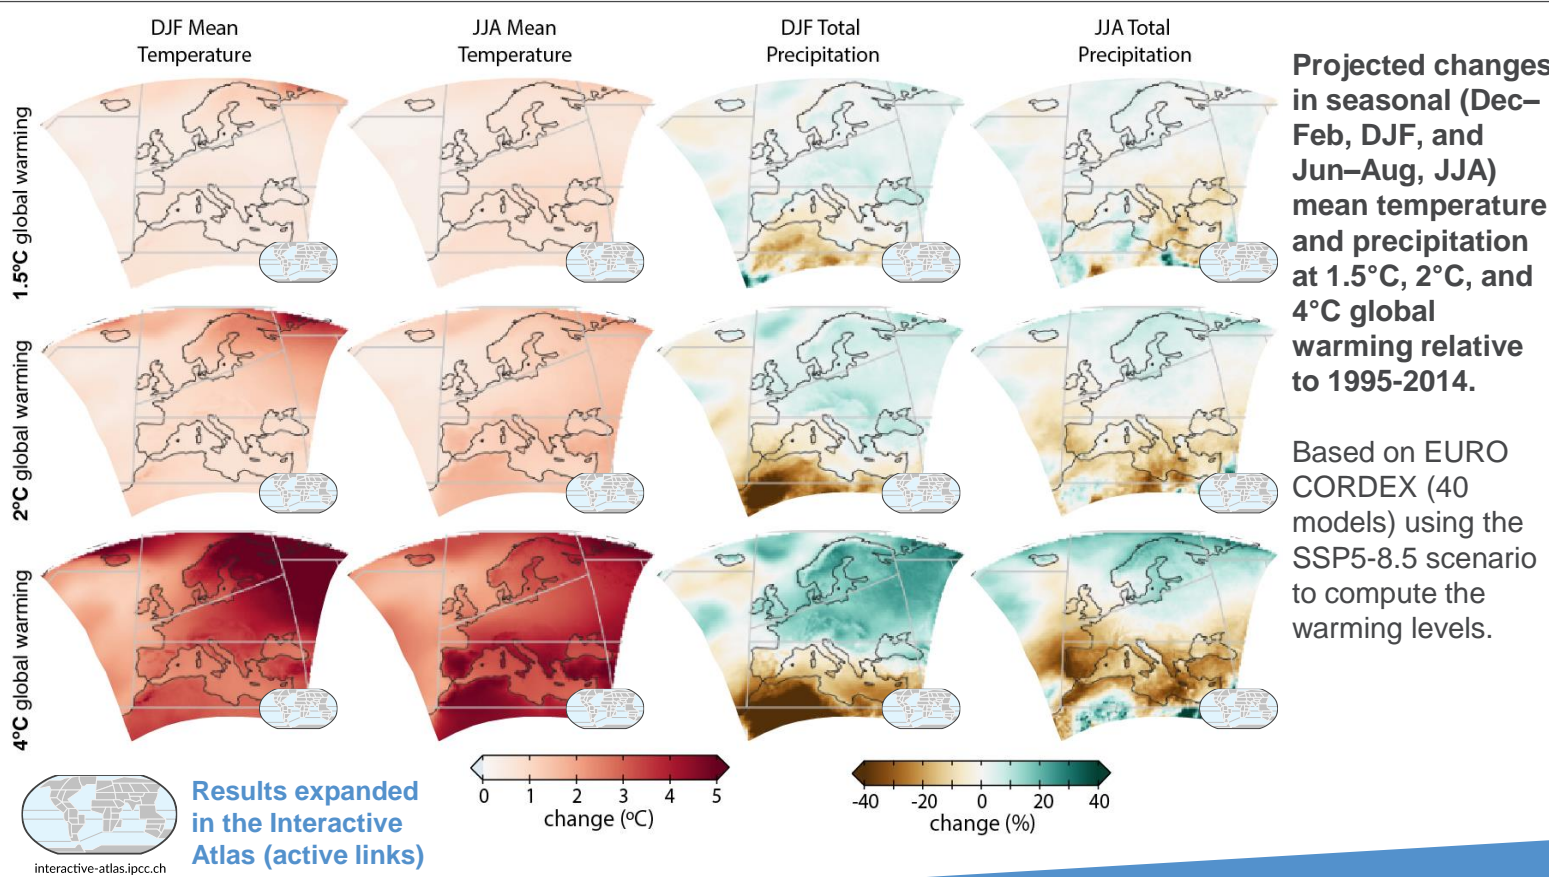 DJF Mean
Temperature
JJA Mean
Temperature
DJF Total
Precipitation
JJA Total
Precipitation
1.5ºC global warming
2ºC global warming
4ºC global warming
Projected changes
in seasonal (Dec–
Feb, DJF, and
Jun–Aug, JJA)
mean temperature
and precipitation
at 1.5°C, 2°C, and
4°C global
warming relative
to 1995-2014.
Based on EURO
CORDEX (40
models) using the
SSP5-8.5 scenario
to compute the
warming levels.
0 1 2 3 4 5
change (ºC)
-40 -20 0 20 40
change (%)
Results expanded
in the Interactive
Atlas (active links)
interactive-atlas.ipcc.ch